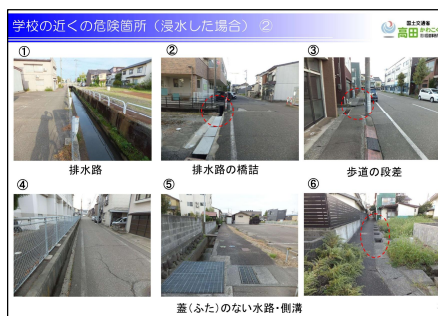 学校の近くの危険箇所（浸水した場合）②
国土交通省
高田
①
②
③
排水路
排水路の橋詰
歩道の段差
④
⑤
⑥
蓋（ふた）のない水路・側溝